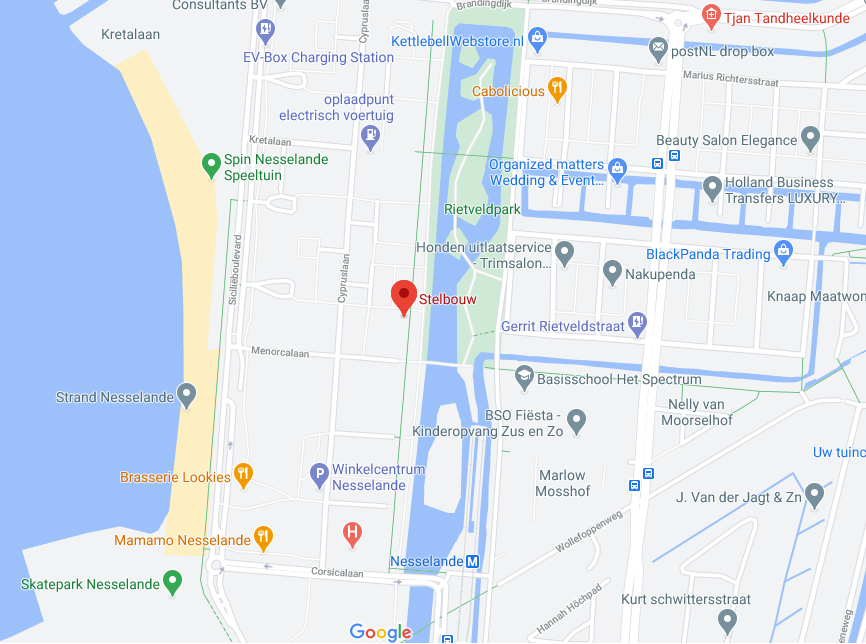 Consultants BV
Brandingdijk
Brandingdijk
Tjan Tandheelkunde
Kretalaan
Cypruslaan
KettlebellWebstore.nl
postNL drop box
EV-Box Charging Station
Marius Richtersstraat
Cabolicious
oplaadpunt
electrisch voertuig
Kretalaan
Beauty Salon Elegance
Spin Nesselande
Speeltuin
Organized matters
Wedding & Event...
Holland Business
Transfers LUXURY...
Rietveldpark
Siciliëboulevard
Cypruslaan
Honden uitlaatservice
- Trimsalon...
BlackPanda Trading
Nakupenda
Knaap Maatwon
Stelbouw
Gerrit Rietveldstraat
Menorcalaan
Basisschool Het Spectrum
Strand Nesselande
BSO Fiësta -
Kinderopvang Zus en Zo
Nelly van
Moorselhof
Uw tuinc
Brasserie Lookies
P
Winkelcentrum
Nesselande
Marlow
Mosshof
J. Van der Jagt & Zn
Mamamo Nesselande
H
Wollefoppenweg
Nesselande M
Corsicalaan
Skatepark Nesselande
Hannah Höchpad
Kurt schwittersstraat
eneweg
Google